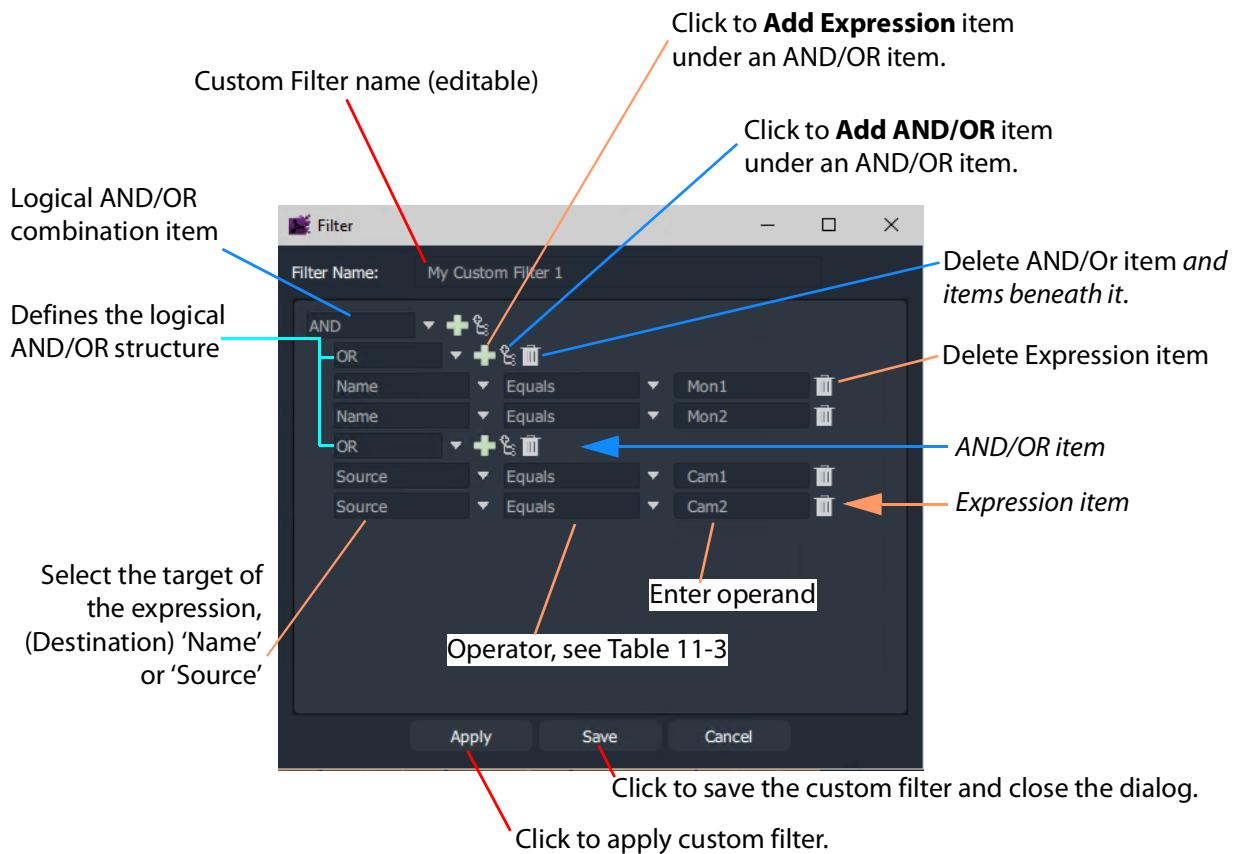 Click to Add Expression item
under an AND/OR item.
Custom Filter name (editable)
Click to Add AND/OR item
under an AND/OR item.
Logical AND/OR
combination item
Filter
Filter Name: My Custom Filter 1
Delete AND/Or item and
items beneath it.
Defines the logical
AND/OR structure
AND
OR
Delete Expression item
Name Equals Mon1
Name Equals Mon2
OR
AND/OR item
Source Equals Cam1
Source Equals Cam2
Expression item
Select the target of
the expression,
(Destination) ‘Name’
or ‘Source’
Enter operand
Operator, see Table 11-3
Apply Save Cancel
Click to save the custom filter and close the dialog.
Click to apply custom filter.